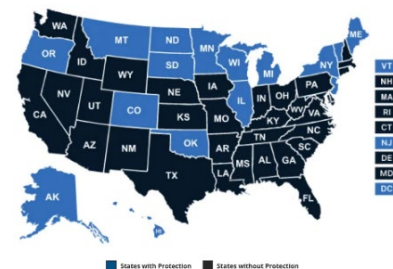 WA
OR
ID
MT
ND
MN
SD
WI
MI
NY
ME
WY
NE
IA
IL
IN
OH
PA
NV
UT
CO
KS
MO
KY
WV
VA
CA
AZ
NM
OK
AR
TN
NC
SC
TX
LA
MS
AL
GA
FL
AK
HI
VT
NH
MA
RI
CT
NJ
DE
MD
DC
States with Protection
States without Protection